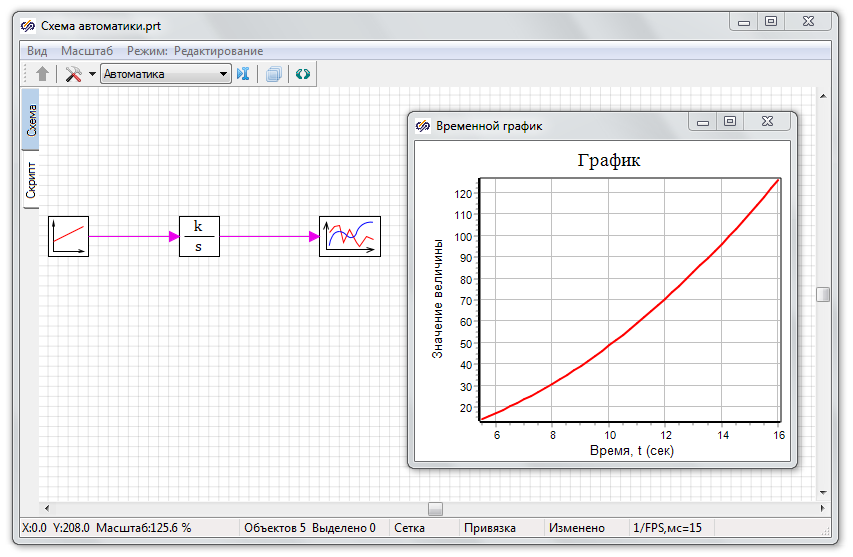 Схема автоматики.prt
Вид Масштаб Режим: Редактирование
Автоматика
Схема
Скрипт
k
s
Временной график
График
Значение величины
120
110
100
90
80
70
60
50
40
30
20
6 8 10 12 14 16
Время, t (сек)
X:0.0 Y:208.0 Масштаб:125.6 % Объектов 5 Выделено 0 Сетка Привязка Изменено 1/FPS,мс=15